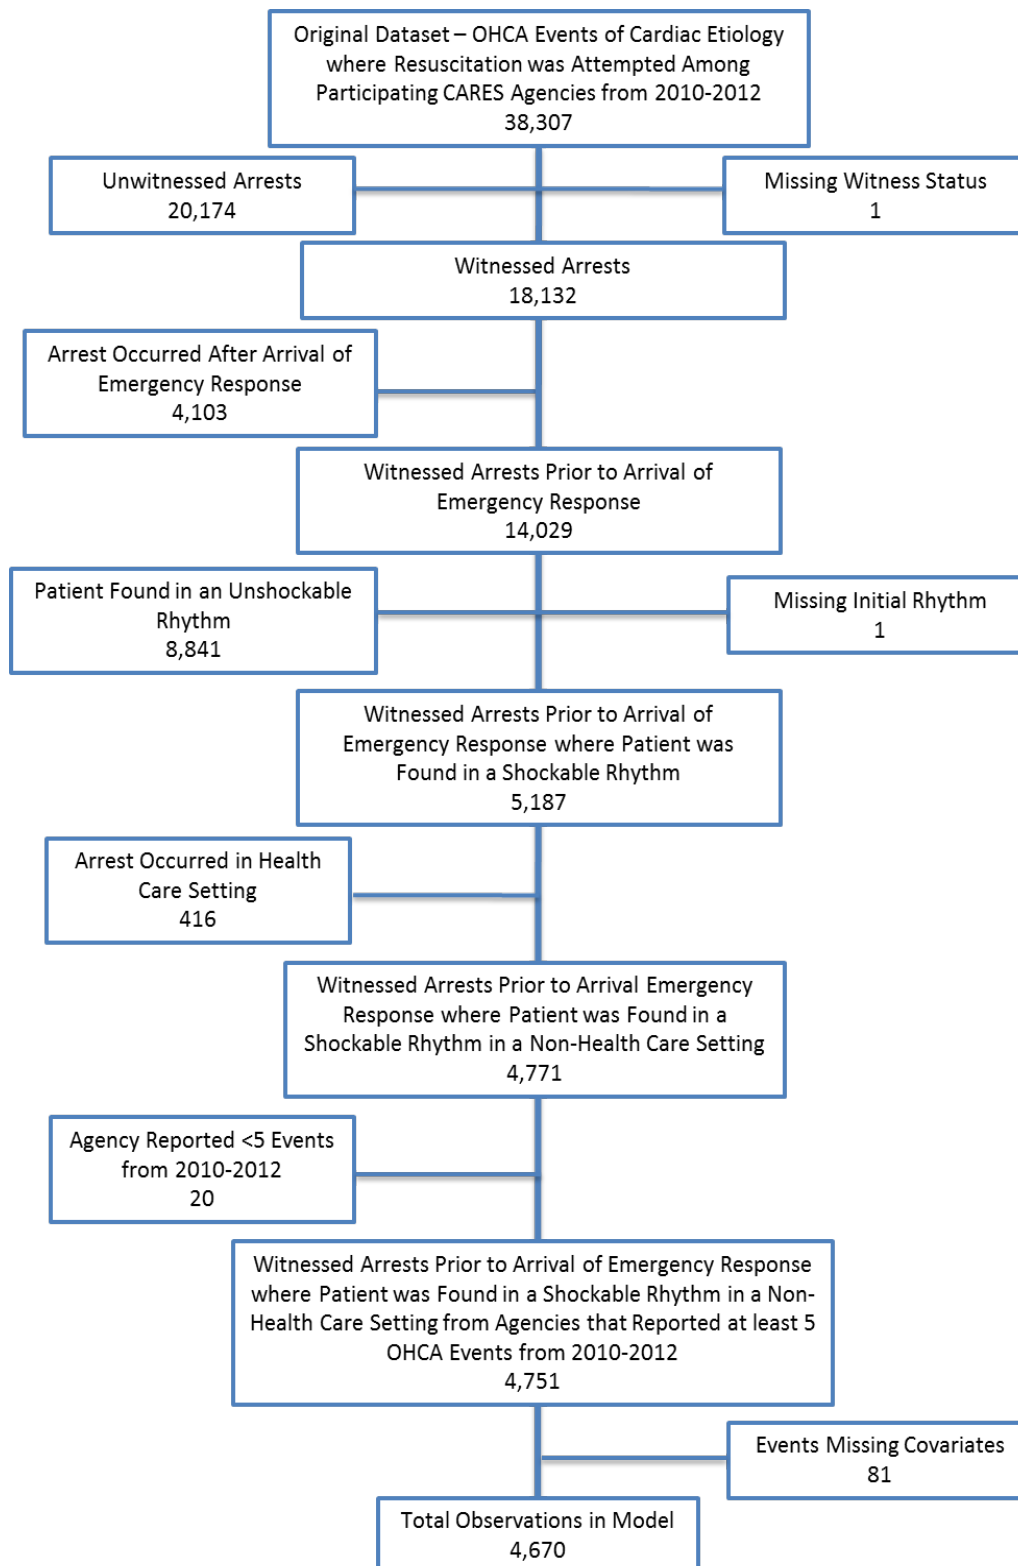 Original Dataset – OHCA Events of Cardiac Etiology
where Resuscitation was Attempted Among
Participating CARES Agencies from 2010-2012
38,307
Unwitnessed Arrests
20,174
Missing Witness Status
1
Witnessed Arrests
18,132
Arrest Occurred After Arrival of
Emergency Response
4,103
Witnessed Arrests Prior to Arrival of
Emergency Response
14,029
Patient Found in an Unshockable
Rhythm
8,841
Missing Initial Rhythm
1
Witnessed Arrests Prior to Arrival of
Emergency Response where Patient was
Found in a Shockable Rhythm
5,187
Arrest Occurred in Health
Care Setting
416
Witnessed Arrests Prior to Arrival Emergency
Response where Patient was Found in a
Shockable Rhythm in a Non-Health Care Setting
4,771
Agency Reported <5 Events
from 2010-2012
20
Witnessed Arrests Prior to Arrival of Emergency Response
where Patient was Found in a Shockable Rhythm in a Non-
Health Care Setting from Agencies that Reported at least 5
OHCA Events from 2010-2012
4,751
Events Missing Covariates
81
Total Observations in Model
4,670